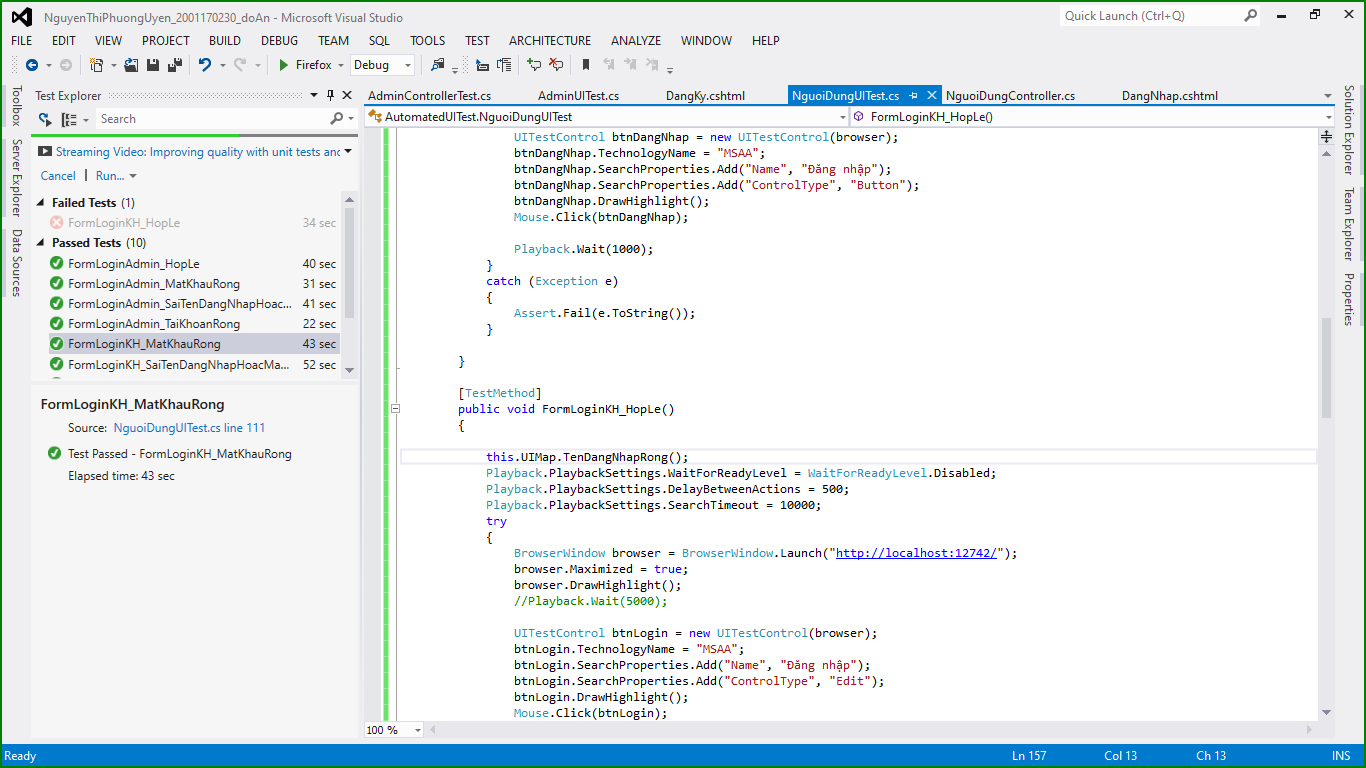 NguyenThiPhuongUyen_2001170230_doAn - Microsoft Visual Studio
Quick Launch (Ctrl+Q)
FILE EDIT VIEW PROJECT BUILD DEBUG TEAM SQL TOOLS TEST ARCHITECTURE ANALYZE WINDOW HELP
Firefox Debug
Toolbox
Server Explorer
Data Sources
Test Explorer
Search
Streaming Video: Improving quality with unit tests and
Cancel | Run...
Failed Tests (1)
FormLoginKH_HopLe 34 sec
Passed Tests (10)
FormLoginAdmin_HopLe 40 sec
FormLoginAdmin_MatKhauRong 31 sec
FormLoginAdmin_SaiTenDangNhapHoac... 41 sec
FormLoginAdmin_TaiKhoanRong 22 sec
FormLoginKH_MatKhauRong 43 sec
FormLoginKH_SaiTenDangNhapHoacMa... 52 sec
FormLoginKH_MatKhauRong
Source: NguoiDungUITest.cs line 111
Test Passed - FormLoginKH_MatKhauRong
Elapsed time: 43 sec
AdminControllerTest.cs AdminUITest.cs DangKy.cshtml NguoiDungUITest.cs NguoiDungController.cs DangNhap.cshtml
AutomatedUITest.NguoiDungUITest FormLoginKH_HopLe()
UITestControl btnDangNhap = new UITestControl(browser);
btnDangNhap.TechnologyName = "MSAA";
btnDangNhap.SearchProperties.Add("Name", "Đăng nhập");
btnDangNhap.SearchProperties.Add("ControlType", "Button");
btnDangNhap.DrawHighlight();
Mouse.Click(btnDangNhap);
Playback.Wait(1000);
}
catch (Exception e)
{
Assert.Fail(e.ToString());
}
}
[TestMethod]
public void FormLoginKH_HopLe()
{
this.UIMap.TenDangNhapRong();
Playback.PlaybackSettings.WaitForReadyLevel = WaitForReadyLevel.Disabled;
Playback.PlaybackSettings.DelayBetweenActions = 500;
Playback.PlaybackSettings.SearchTimeout = 10000;
try
{
BrowserWindow browser = BrowserWindow.Launch("http://localhost:12742/");
browser.Maximized = true;
browser.DrawHighlight();
//Playback.Wait(5000);
UITestControl btnLogin = new UITestControl(browser);
btnLogin.TechnologyName = "MSAA";
btnLogin.SearchProperties.Add("Name", "Đăng nhập");
btnLogin.SearchProperties.Add("ControlType", "Edit");
btnLogin.DrawHighlight();
Mouse.Click(btnLogin);
100 %
Solution Explorer
Team Explorer
Properties
Ready Ln 157 Col 13 Ch 13 INS